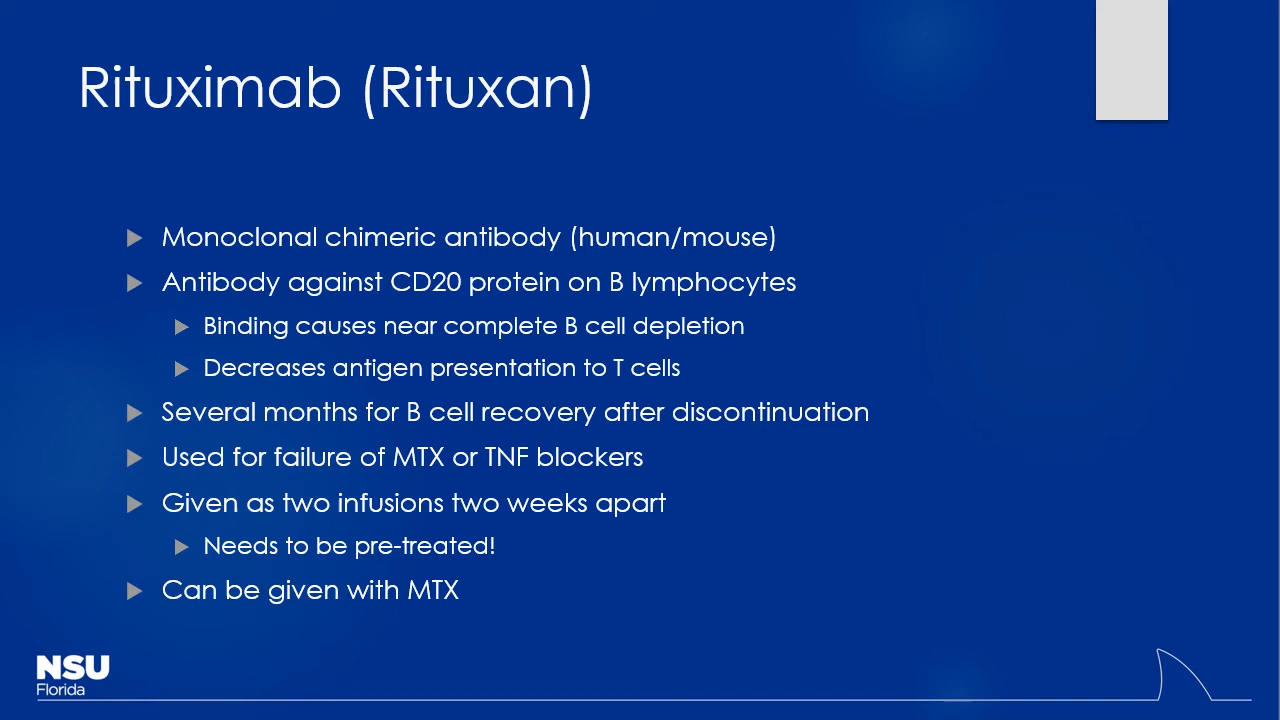 Rituximab (Rituxan)
Monoclonal chimeric antibody (human/mouse)
Antibody against CD20 protein on B lymphocytes
Binding causes near complete B cell depletion
Decreases antigen presentation to T cells
Several months for B cell recovery after discontinuation
Used for failure of MTX or TNF blockers
Given as two infusions two weeks apart
Needs to be pre-treated!
Can be given with MTX
NSU
Florida